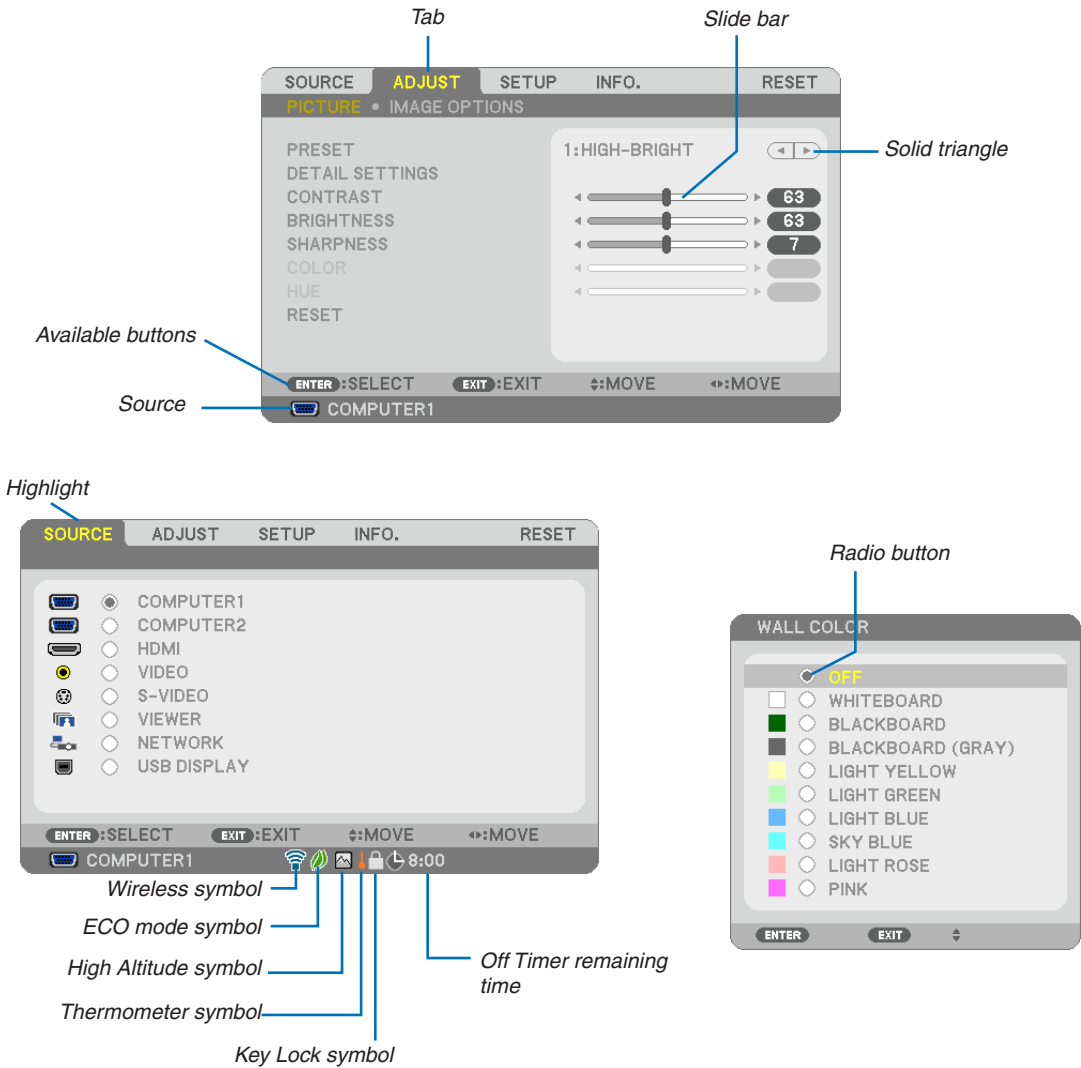 Tab
Slide bar
SOURCE ADJUST SETUP INFO. RESET
PICTURE • IMAGE OPTIONS
PRESET 1:HIGH-BRIGHT
Solid triangle
DETAIL SETTINGS
CONTRAST 63
BRIGHTNESS 63
SHARPNESS 7
COLOR
HUE
RESET
Available buttons
ENTER:SELECT EXIT:EXIT :MOVE :MOVE
Source
COMPUTER1
Highlight
SOURCE ADJUST SETUP INFO. RESET
COMPUTER1
COMPUTER2
HDMI
VIDEO
S-VIDEO
VIEWER
NETWORK
USB DISPLAY
ENTER:SELECT EXIT:EXIT :MOVE :MOVE
COMPUTER1 8:00
Wireless symbol
ECO mode symbol
High Altitude symbol
Thermometer symbol
Key Lock symbol
Off Timer remaining
time
Radio button
WALL COLOR
OFF
WHITEBOARD
BLACKBOARD
BLACKBOARD (GRAY)
LIGHT YELLOW
LIGHT GREEN
LIGHT BLUE
SKY BLUE
LIGHT ROSE
PINK
ENTER EXIT